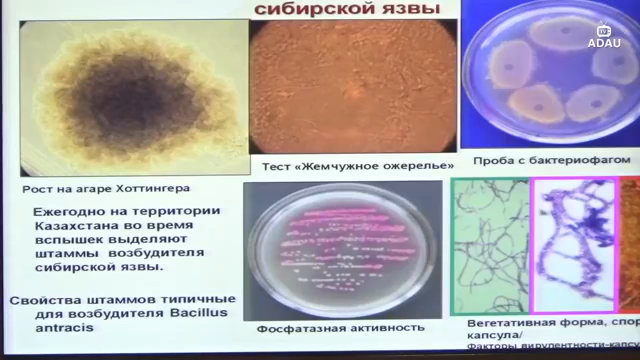 сибирской язвы
ADAU
Рост на агаре Хоттингера
Тест «Жемчужное ожерелье»
Проба с бактериофагом
Ежегодно на территории
Казахстана во время
вспышек выделяют
штаммы возбудителя
сибирской язвы.
Свойства штаммов типичные
для возбудителя Bacillus
antracis
Фосфатазная активность
Вегетативная форма, спор
капсула/
Факторы вирулентности-капсу